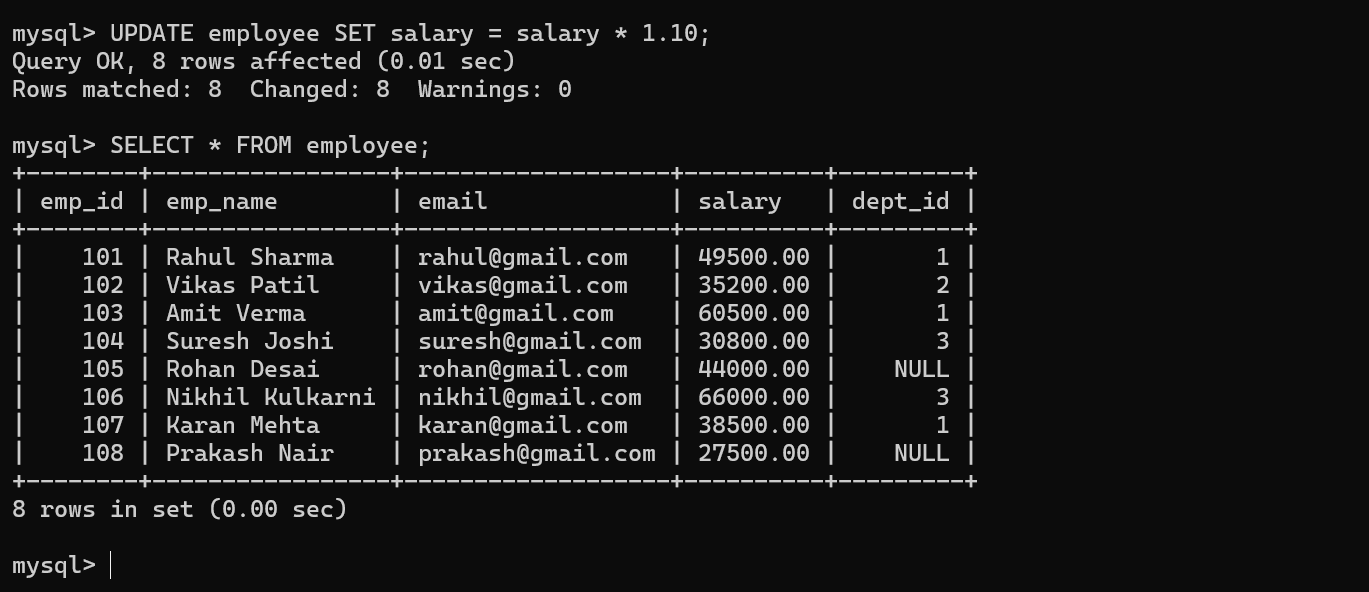 mysql> UPDATE employee SET salary = salary * 1.10;
Query OK, 8 rows affected (0.01 sec)
Rows matched: 8  Changed: 8  Warnings: 0

mysql> SELECT * FROM employee;
+--------+-----------------+-------------------+----------+---------+
| emp_id | emp_name        | email             | salary   | dept_id |
+--------+-----------------+-------------------+----------+---------+
|    101 | Rahul Sharma    | rahul@gmail.com   | 49500.00 |       1 |
|    102 | Vikas Patil     | vikas@gmail.com   | 35200.00 |       2 |
|    103 | Amit Verma      | amit@gmail.com    | 60500.00 |       1 |
|    104 | Suresh Joshi    | suresh@gmail.com  | 30800.00 |       3 |
|    105 | Rohan Desai     | rohan@gmail.com   | 44000.00 |    NULL |
|    106 | Nikhil Kulkarni | nikhil@gmail.com  | 66000.00 |       3 |
|    107 | Karan Mehta     | karan@gmail.com   | 38500.00 |       1 |
|    108 | Prakash Nair    | prakash@gmail.com | 27500.00 |    NULL |
+--------+-----------------+-------------------+----------+---------+
8 rows in set (0.00 sec)

mysql>